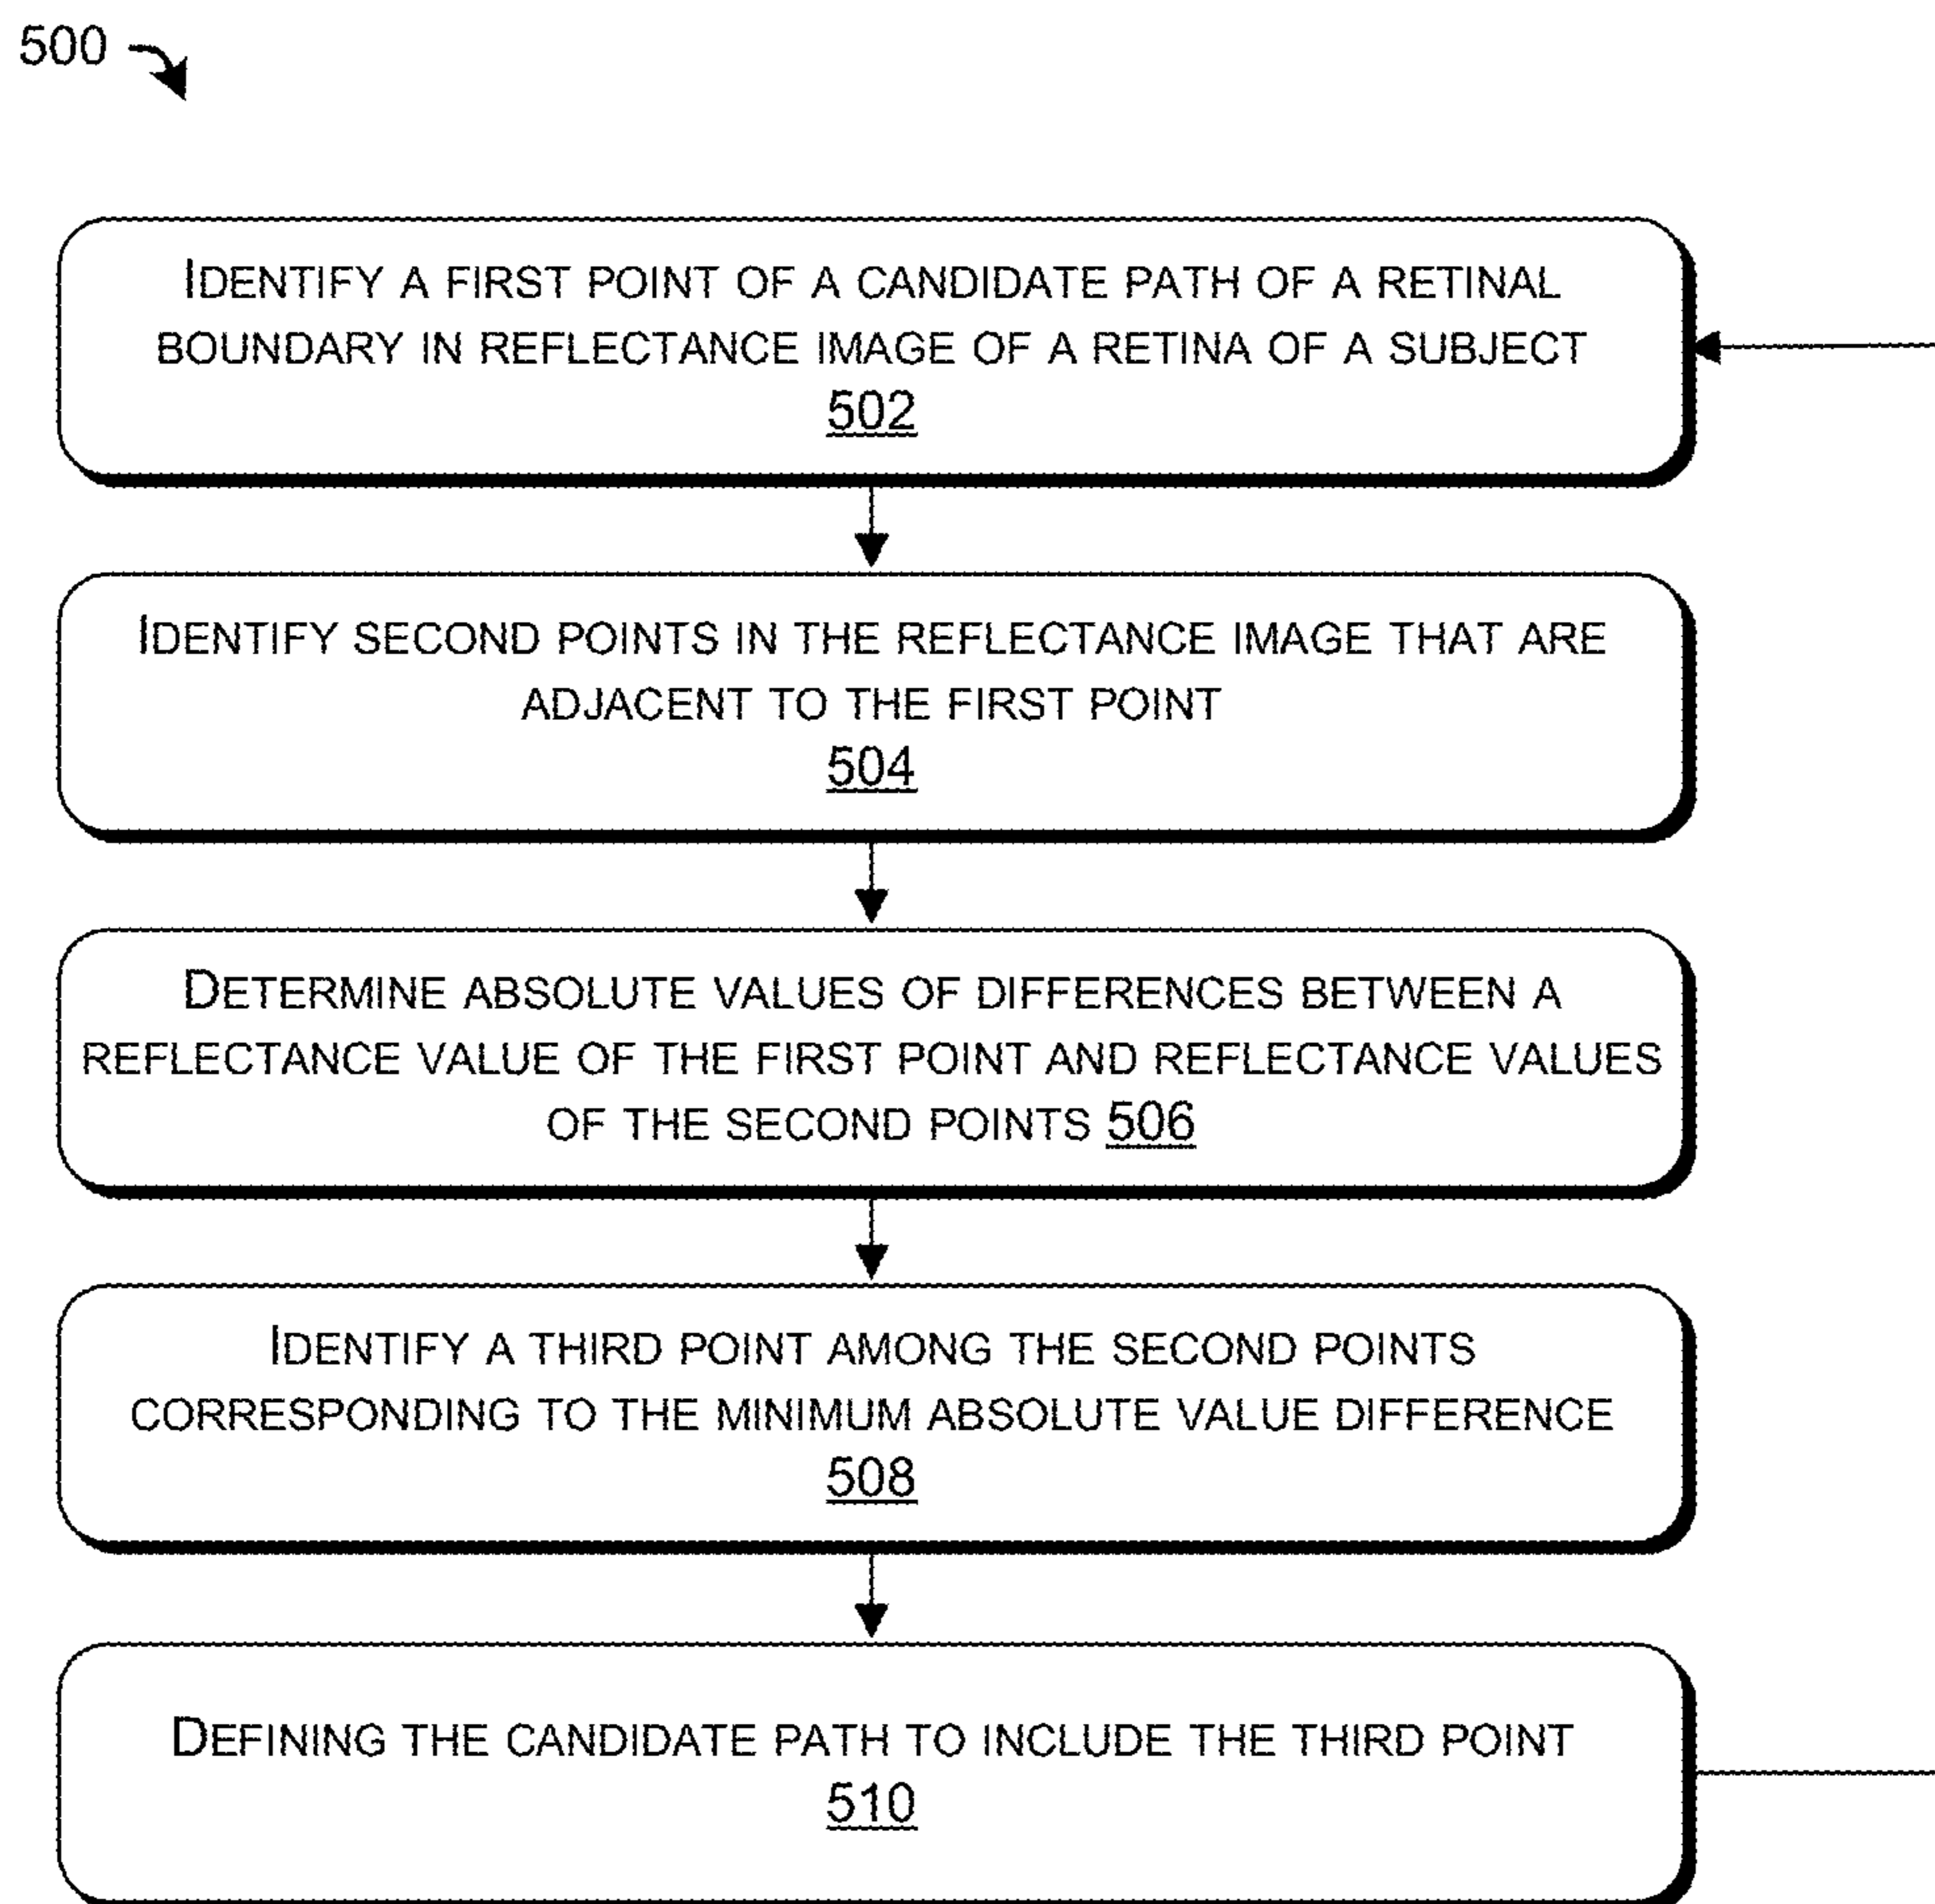 500
IDENTIFY A FIRST POINT OF A CANDIDATE PATH OF A RETINAL
BOUNDARY IN REFLECTANCE IMAGE OF A RETINA OF A SUBJECT
502
IDENTIFY SECOND POINTS IN THE REFLECTANCE IMAGE THAT ARE
ADJACENT TO THE FIRST POINT
504
DETERMINE ABSOLUTE VALUES OF DIFFERENCES BETWEEN A
REFLECTANCE VALUE OF THE FIRST POINT AND REFLECTANCE VALUES
OF THE SECOND POINTS 506
IDENTIFY A THIRD POINT AMONG THE SECOND POINTS
CORRESPONDING TO THE MINIMUM ABSOLUTE VALUE DIFFERENCE
508
DEFINING THE CANDIDATE PATH TO INCLUDE THE THIRD POINT
510